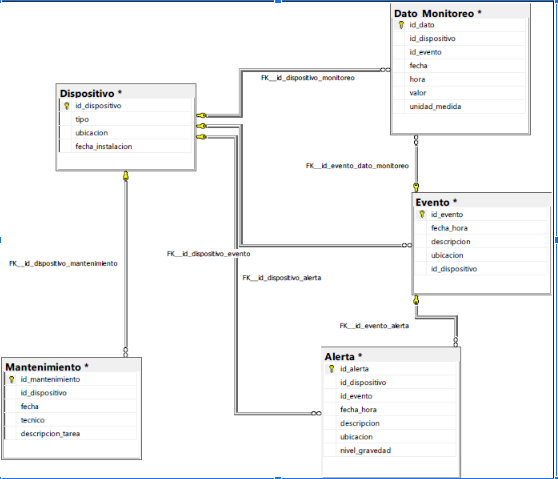 Dato_Monitoreo *
id_dato
id_dispositivo
id_evento
fecha
hora
valor
unidad_medida
FK__id_dispositivo_monitoreo
Dispositivo *
id_dispositivo
tipo
ubicacion
fecha_instalacion
FK__id_evento_dato_monitoreo
Evento *
id_evento
fecha_hora
descripcion
ubicacion
id_dispositivo
FK__id_dispositivo_evento
FK__id_dispositivo_mantenimiento
FK__id_dispositivo_alerta
FK__id_evento_alerta
Mantenimiento *
id_mantenimiento
id_dispositivo
fecha
tecnico
descripcion_tarea
Alerta *
id_alerta
id_dispositivo
id_evento
fecha_hora
descripcion
ubicacion
nivel_gravedad